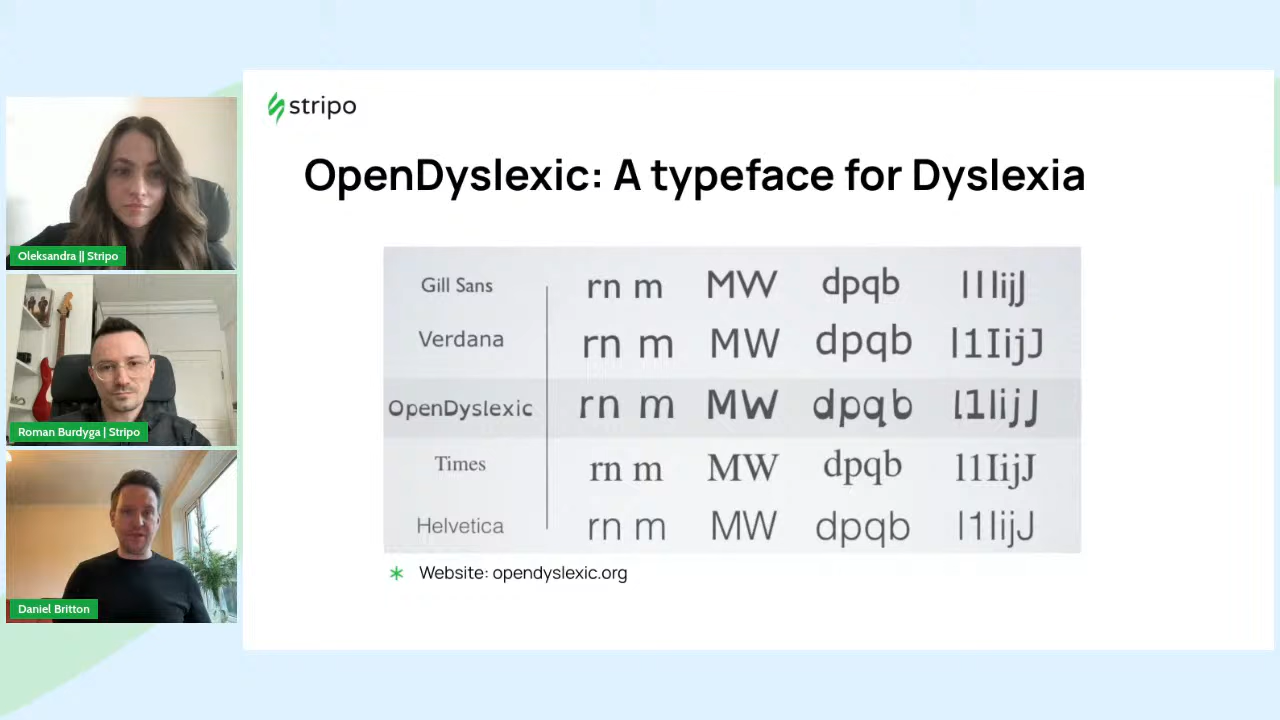 Oleksandra || Stripo
Roman Burdyga | Stripo
Daniel Britton
stripo
OpenDyslexic: A typeface for Dyslexia
Gill Sans rn m MW dpqb l1IijJ
Verdana rn m MW dpqb l1IijJ
OpenDyslexic rn m MW dpqb l1IijJ
Times rn m MW dpqb l1IijJ
Helvetica rn m MW dpqb l1IijJ
Website: opendyslexic.org